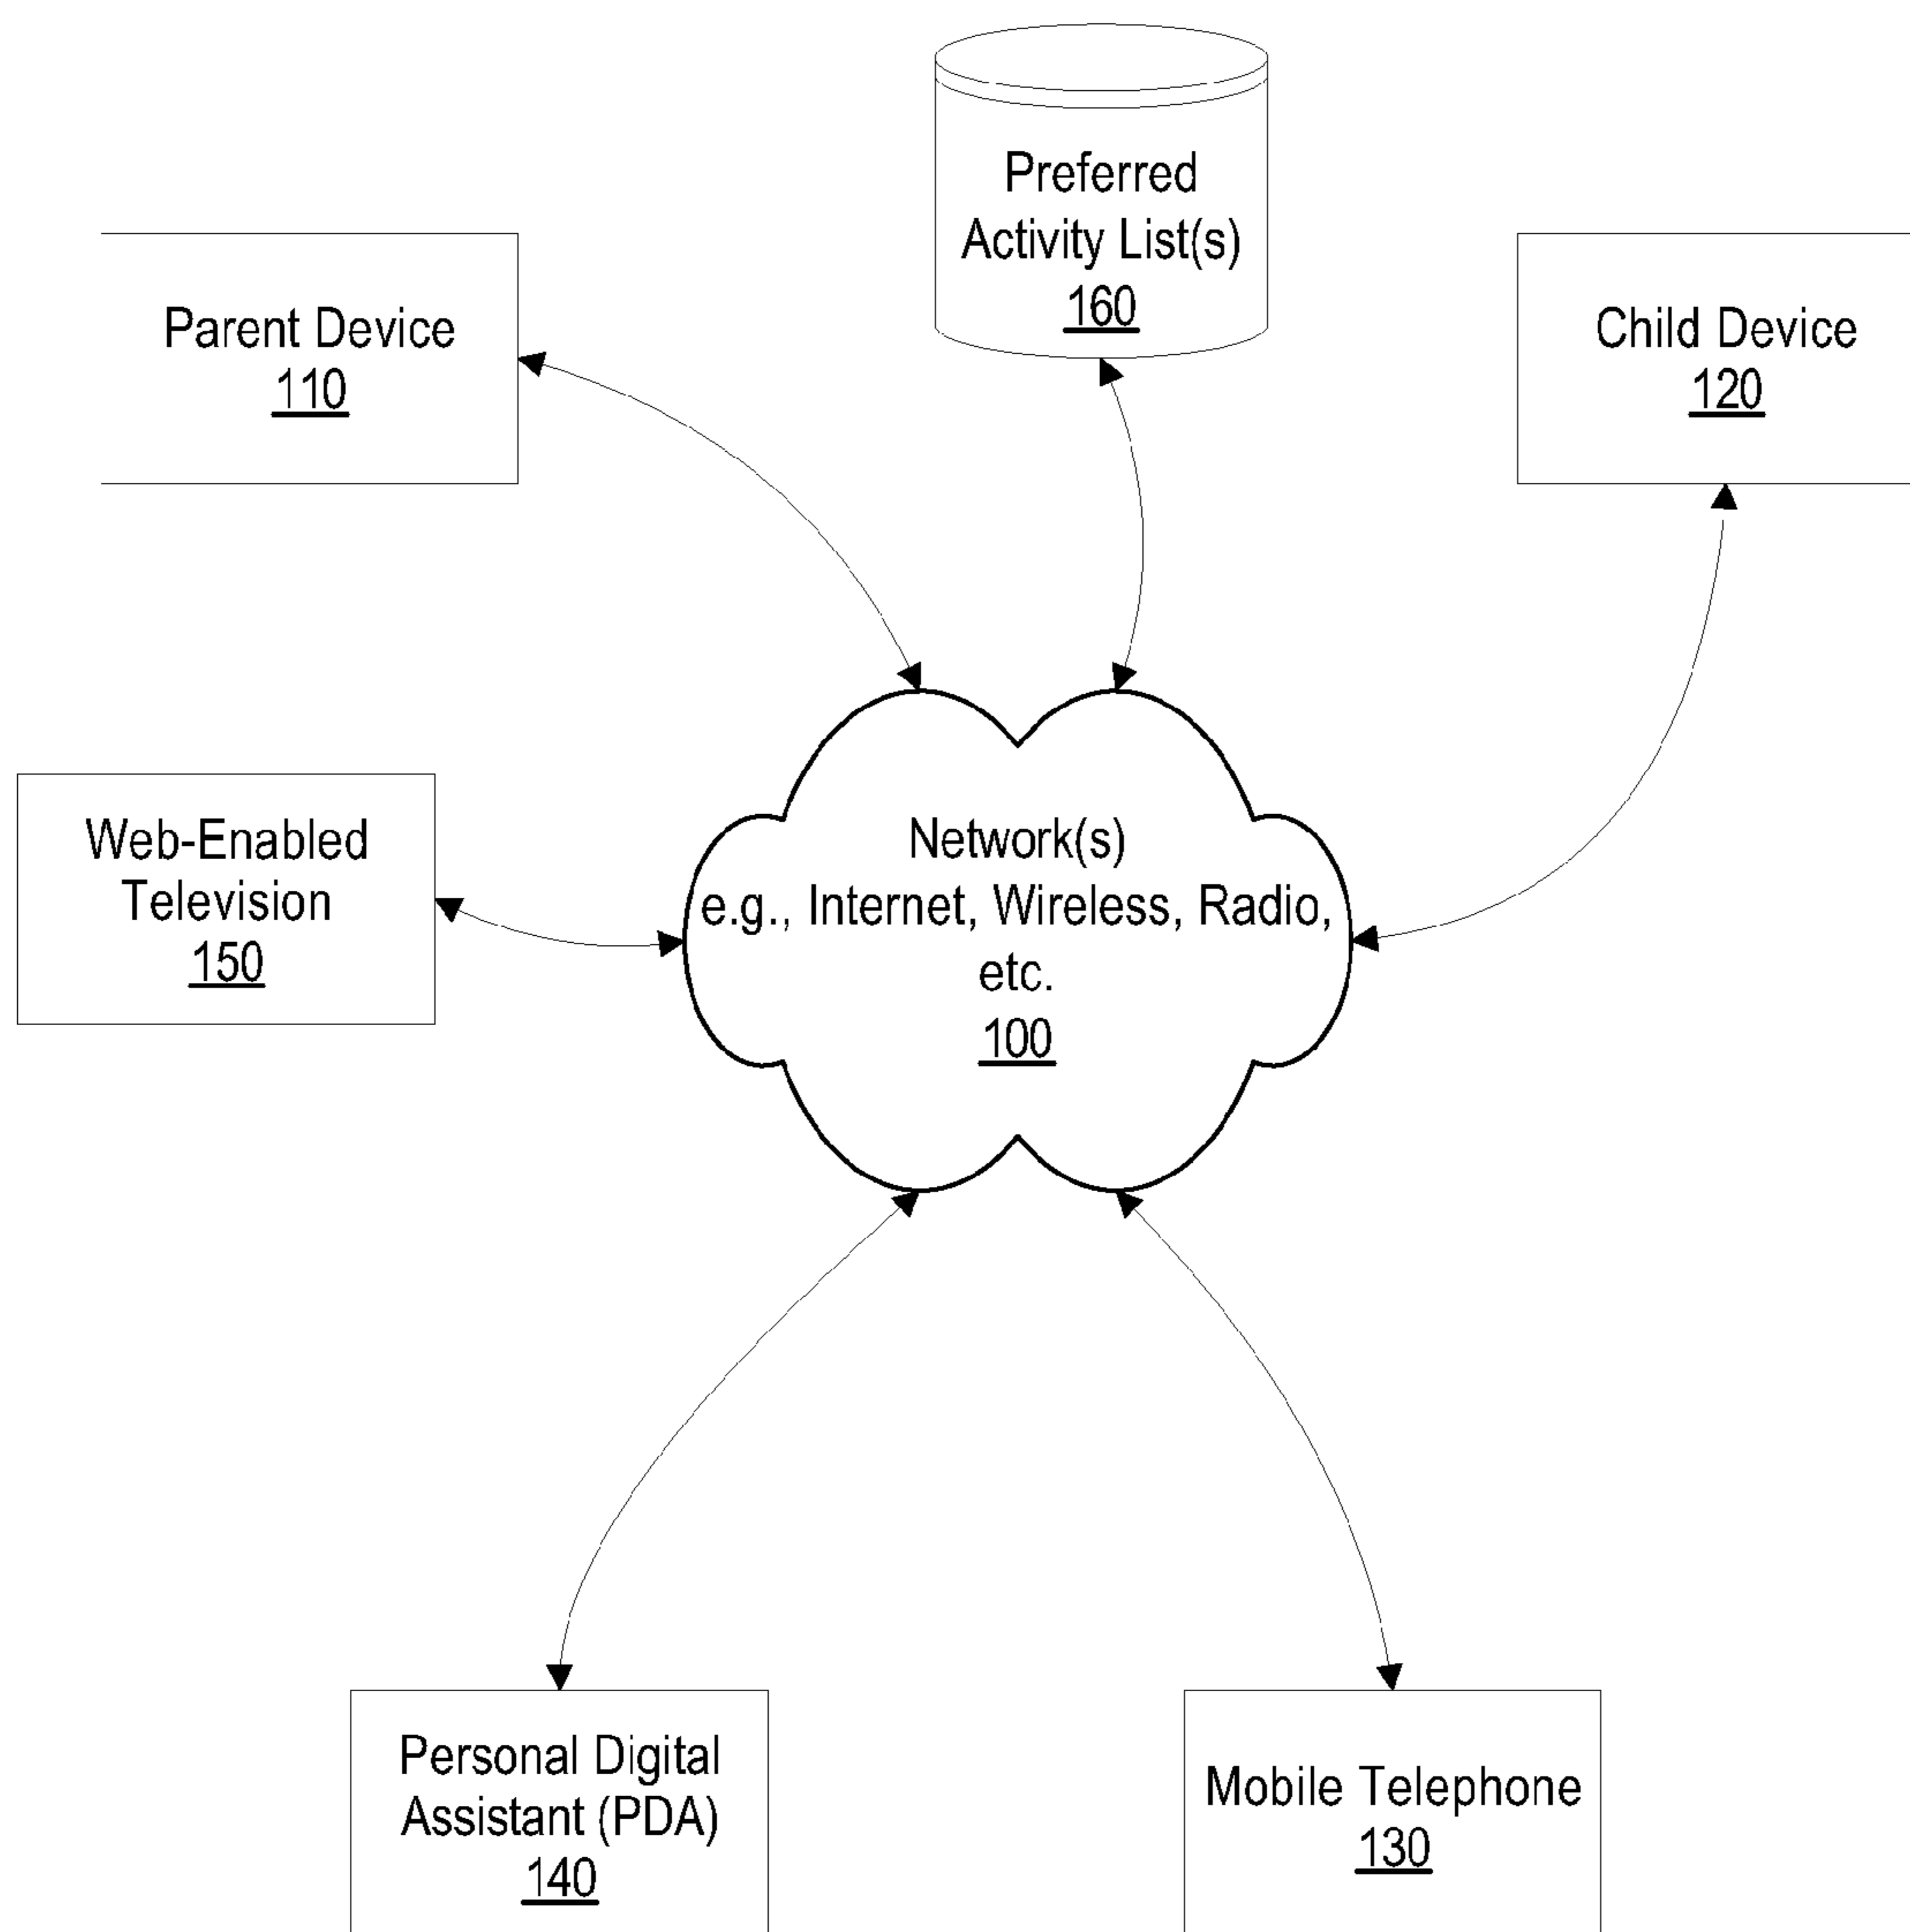 Preferred
Activity List(s)
160
Parent Device
110
Child Device
120
Web-Enabled
Television
150
Network(s)
e.g., Internet, Wireless, Radio,
etc.
100
Personal Digital
Assistant (PDA)
140
Mobile Telephone
130